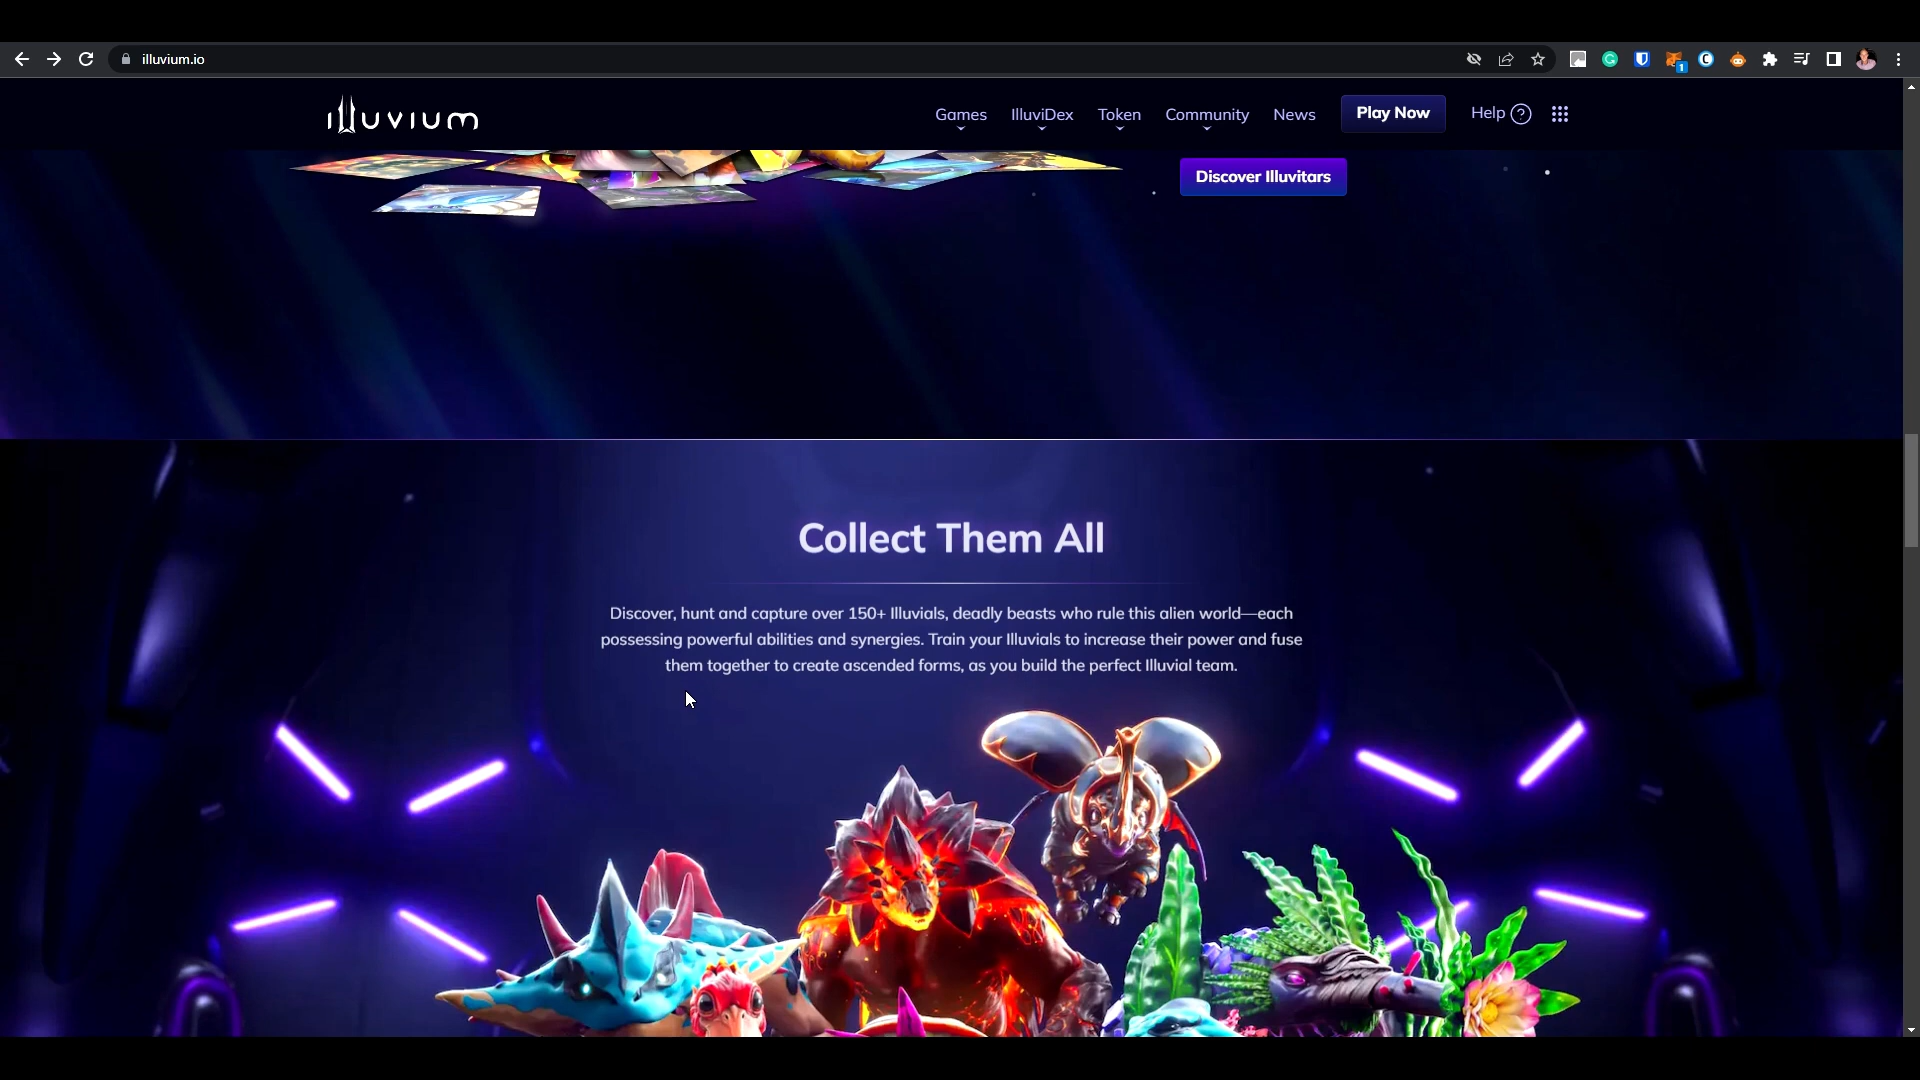 illuvium.io
1
illuvium
Games
IlluviDex
Token
Community
News
Play Now
Help ?
Discover Illuvitars
Collect Them All
Discover, hunt and capture over 150+ Illuvials, deadly beasts who rule this alien world—each
possessing powerful abilities and synergies. Train your Illuvials to increase their power and fuse
them together to create ascended forms, as you build the perfect Illuvial team.